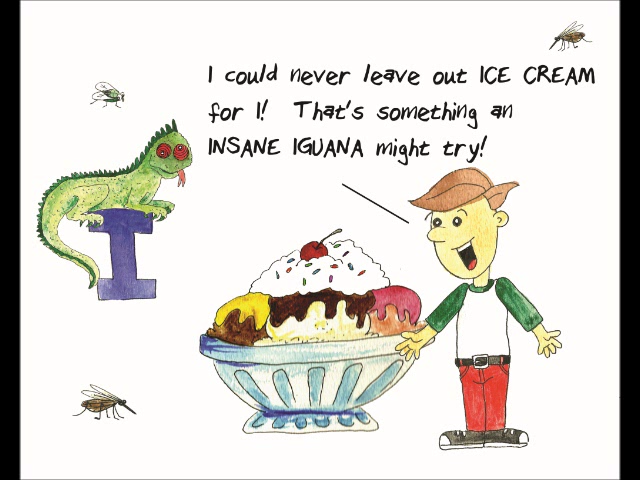 I could never leave out ICE CREAM
for I! That's something an
INSANE IGUANA might try!
I